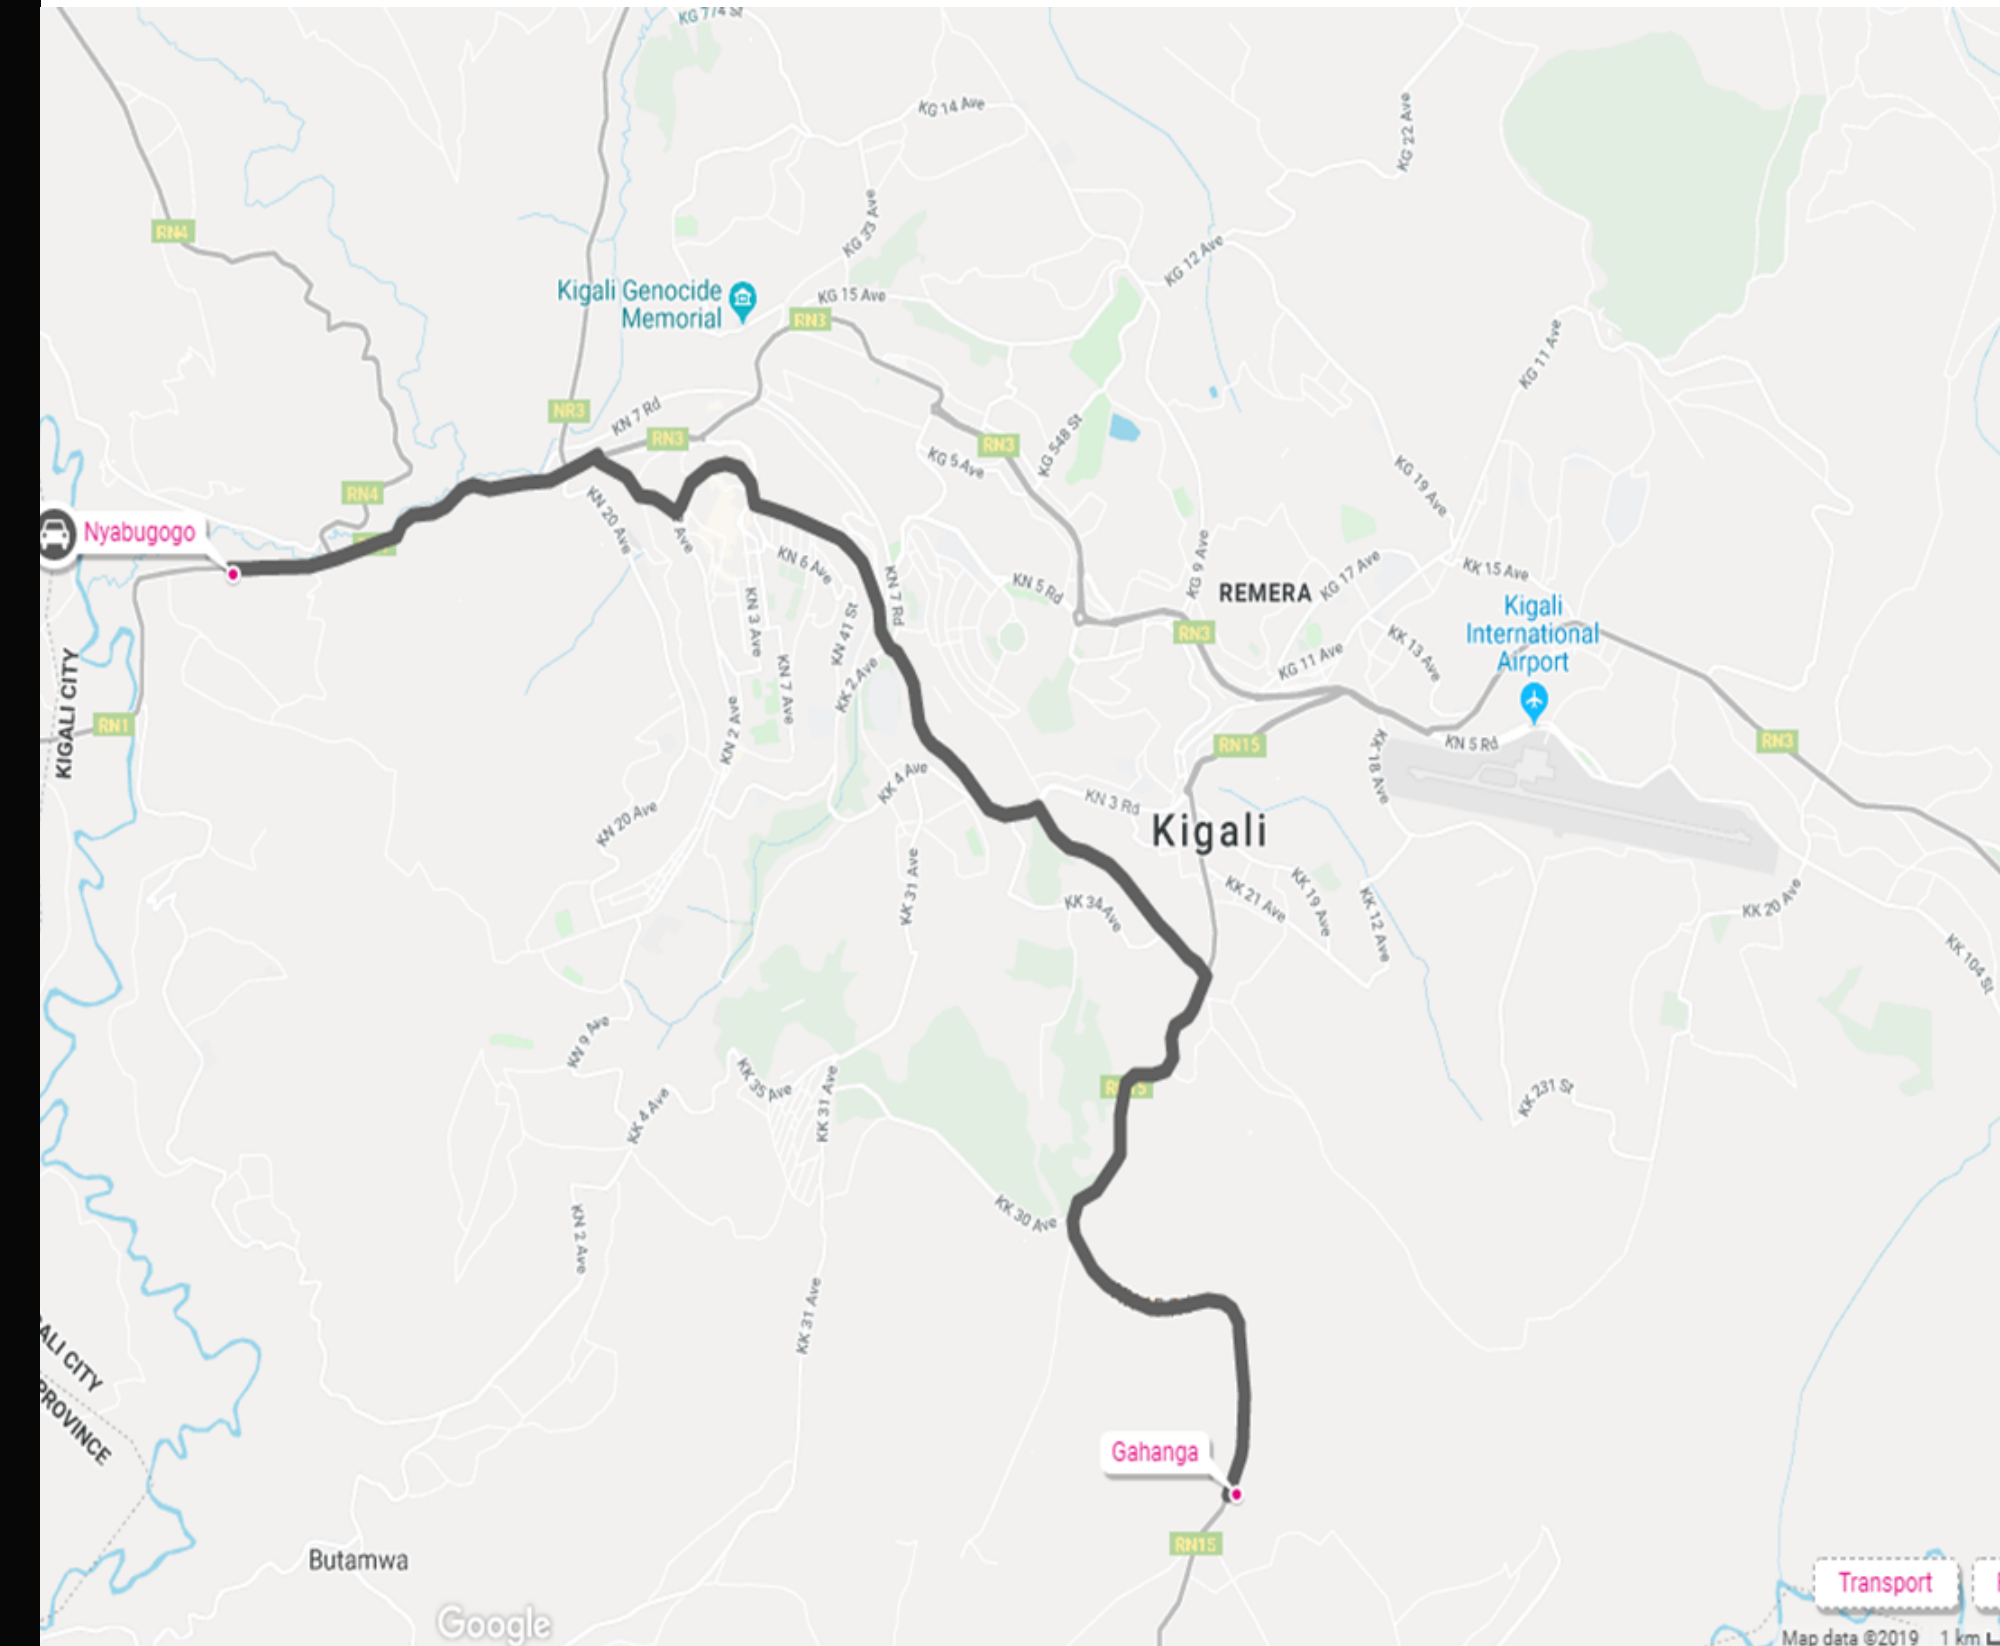 KG 774 St
KG 14 Ave
KG 22 Ave
RN4
KG 33 Ave
KG 12 Ave
Kigali Genocide
Memorial
KG 15 Ave
RN3
KG 11 Ave
NR3
KN 7 Rd
RN3
RN3
KG 548 St
KG 5 Ave
KG 19 Ave
RN4
KN 20 Ave
Nyabugogo
Ave
KN 6 Ave
KN 7 Rd
KN 5 Rd
KG 9 Ave
REMERA
KG 17 Ave
KK 15 Ave
Kigali
International
Airport
KN 3 Ave
KN 41 St
RN3
KG 11 Ave
KK 13 Ave
KIGALI CITY
RN1
KN 7 Ave
KK 2 Ave
KN 2 Ave
RN15
KN 5 Rd
RN3
KK 18 Ave
KK 4 Ave
KN 3 Rd
KN 20 Ave
Kigali
KK 31 Ave
KK 34 Ave
KK 21 Ave
KK 19 Ave
KK 12 Ave
KK 20 Ave
KK 104 St
KN 9 Ave
KK 35 Ave
KK 31 Ave
KK 4 Ave
KK 231 St
KN 2 Ave
KK 30 Ave
KK 31 Ave
ALI CITY
PROVINCE
Gahanga
RN15
Butamwa
Google
Transport
Map data ©2019 1 km